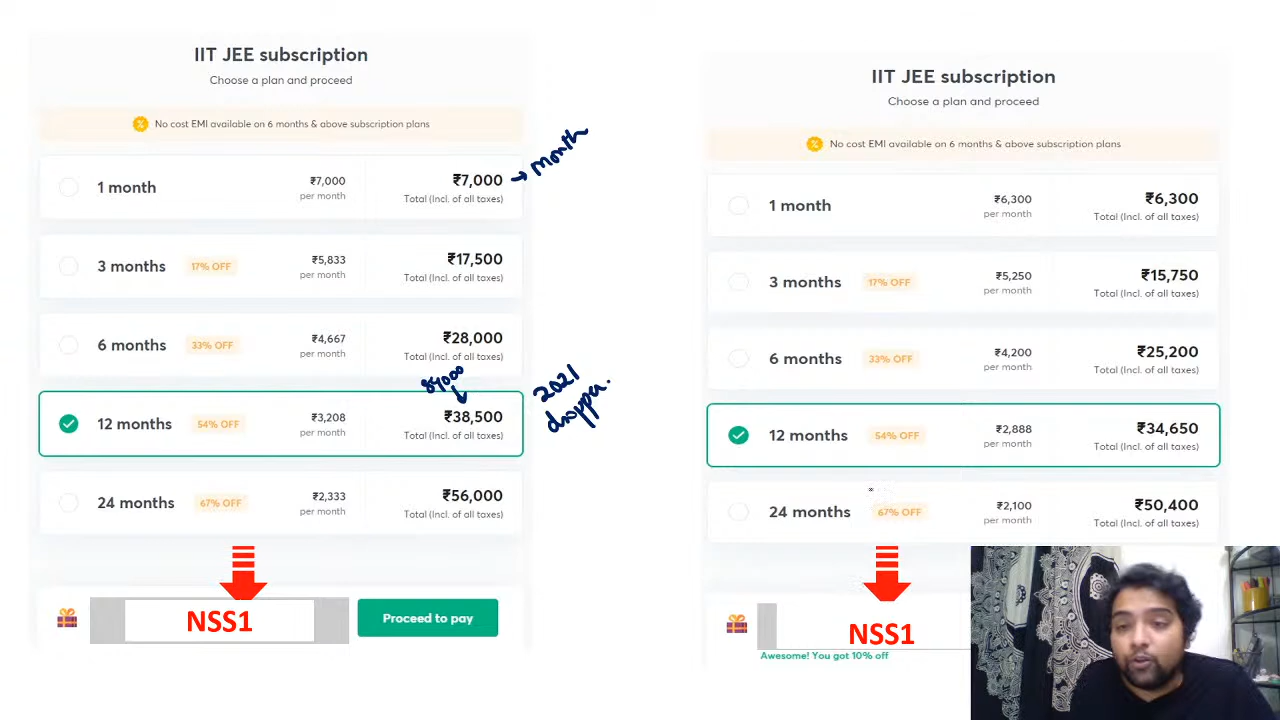 IIT JEE subscription
Choose a plan and proceed
No cost EMI available on 6 months & above subscription plans
→ month
1 month ₹7,000 per month ₹7,000 Total (Incl. of all taxes)
3 months 17% OFF ₹5,833 per month ₹17,500 Total (Incl. of all taxes)
6 months 33% OFF ₹4,667 per month ₹28,000 Total (Incl. of all taxes)
84000
12 months 54% OFF ₹3,208 per month ₹38,500 Total (Incl. of all taxes)
2021
dropper.
24 months 67% OFF ₹2,333 per month ₹56,000 Total (Incl. of all taxes)
NSS1
Proceed to pay
IIT JEE subscription
Choose a plan and proceed
No cost EMI available on 6 months & above subscription plans
1 month ₹6,300 per month ₹6,300 Total (Incl. of all taxes)
3 months 17% OFF ₹5,250 per month ₹15,750 Total (Incl. of all taxes)
6 months 33% OFF ₹4,200 per month ₹25,200 Total (Incl. of all taxes)
12 months 54% OFF ₹2,888 per month ₹34,650 Total (Incl. of all taxes)
24 months 67% OFF ₹2,100 per month ₹50,400 Total (Incl. of all taxes)
NSS1
Awesome! You got 10% off